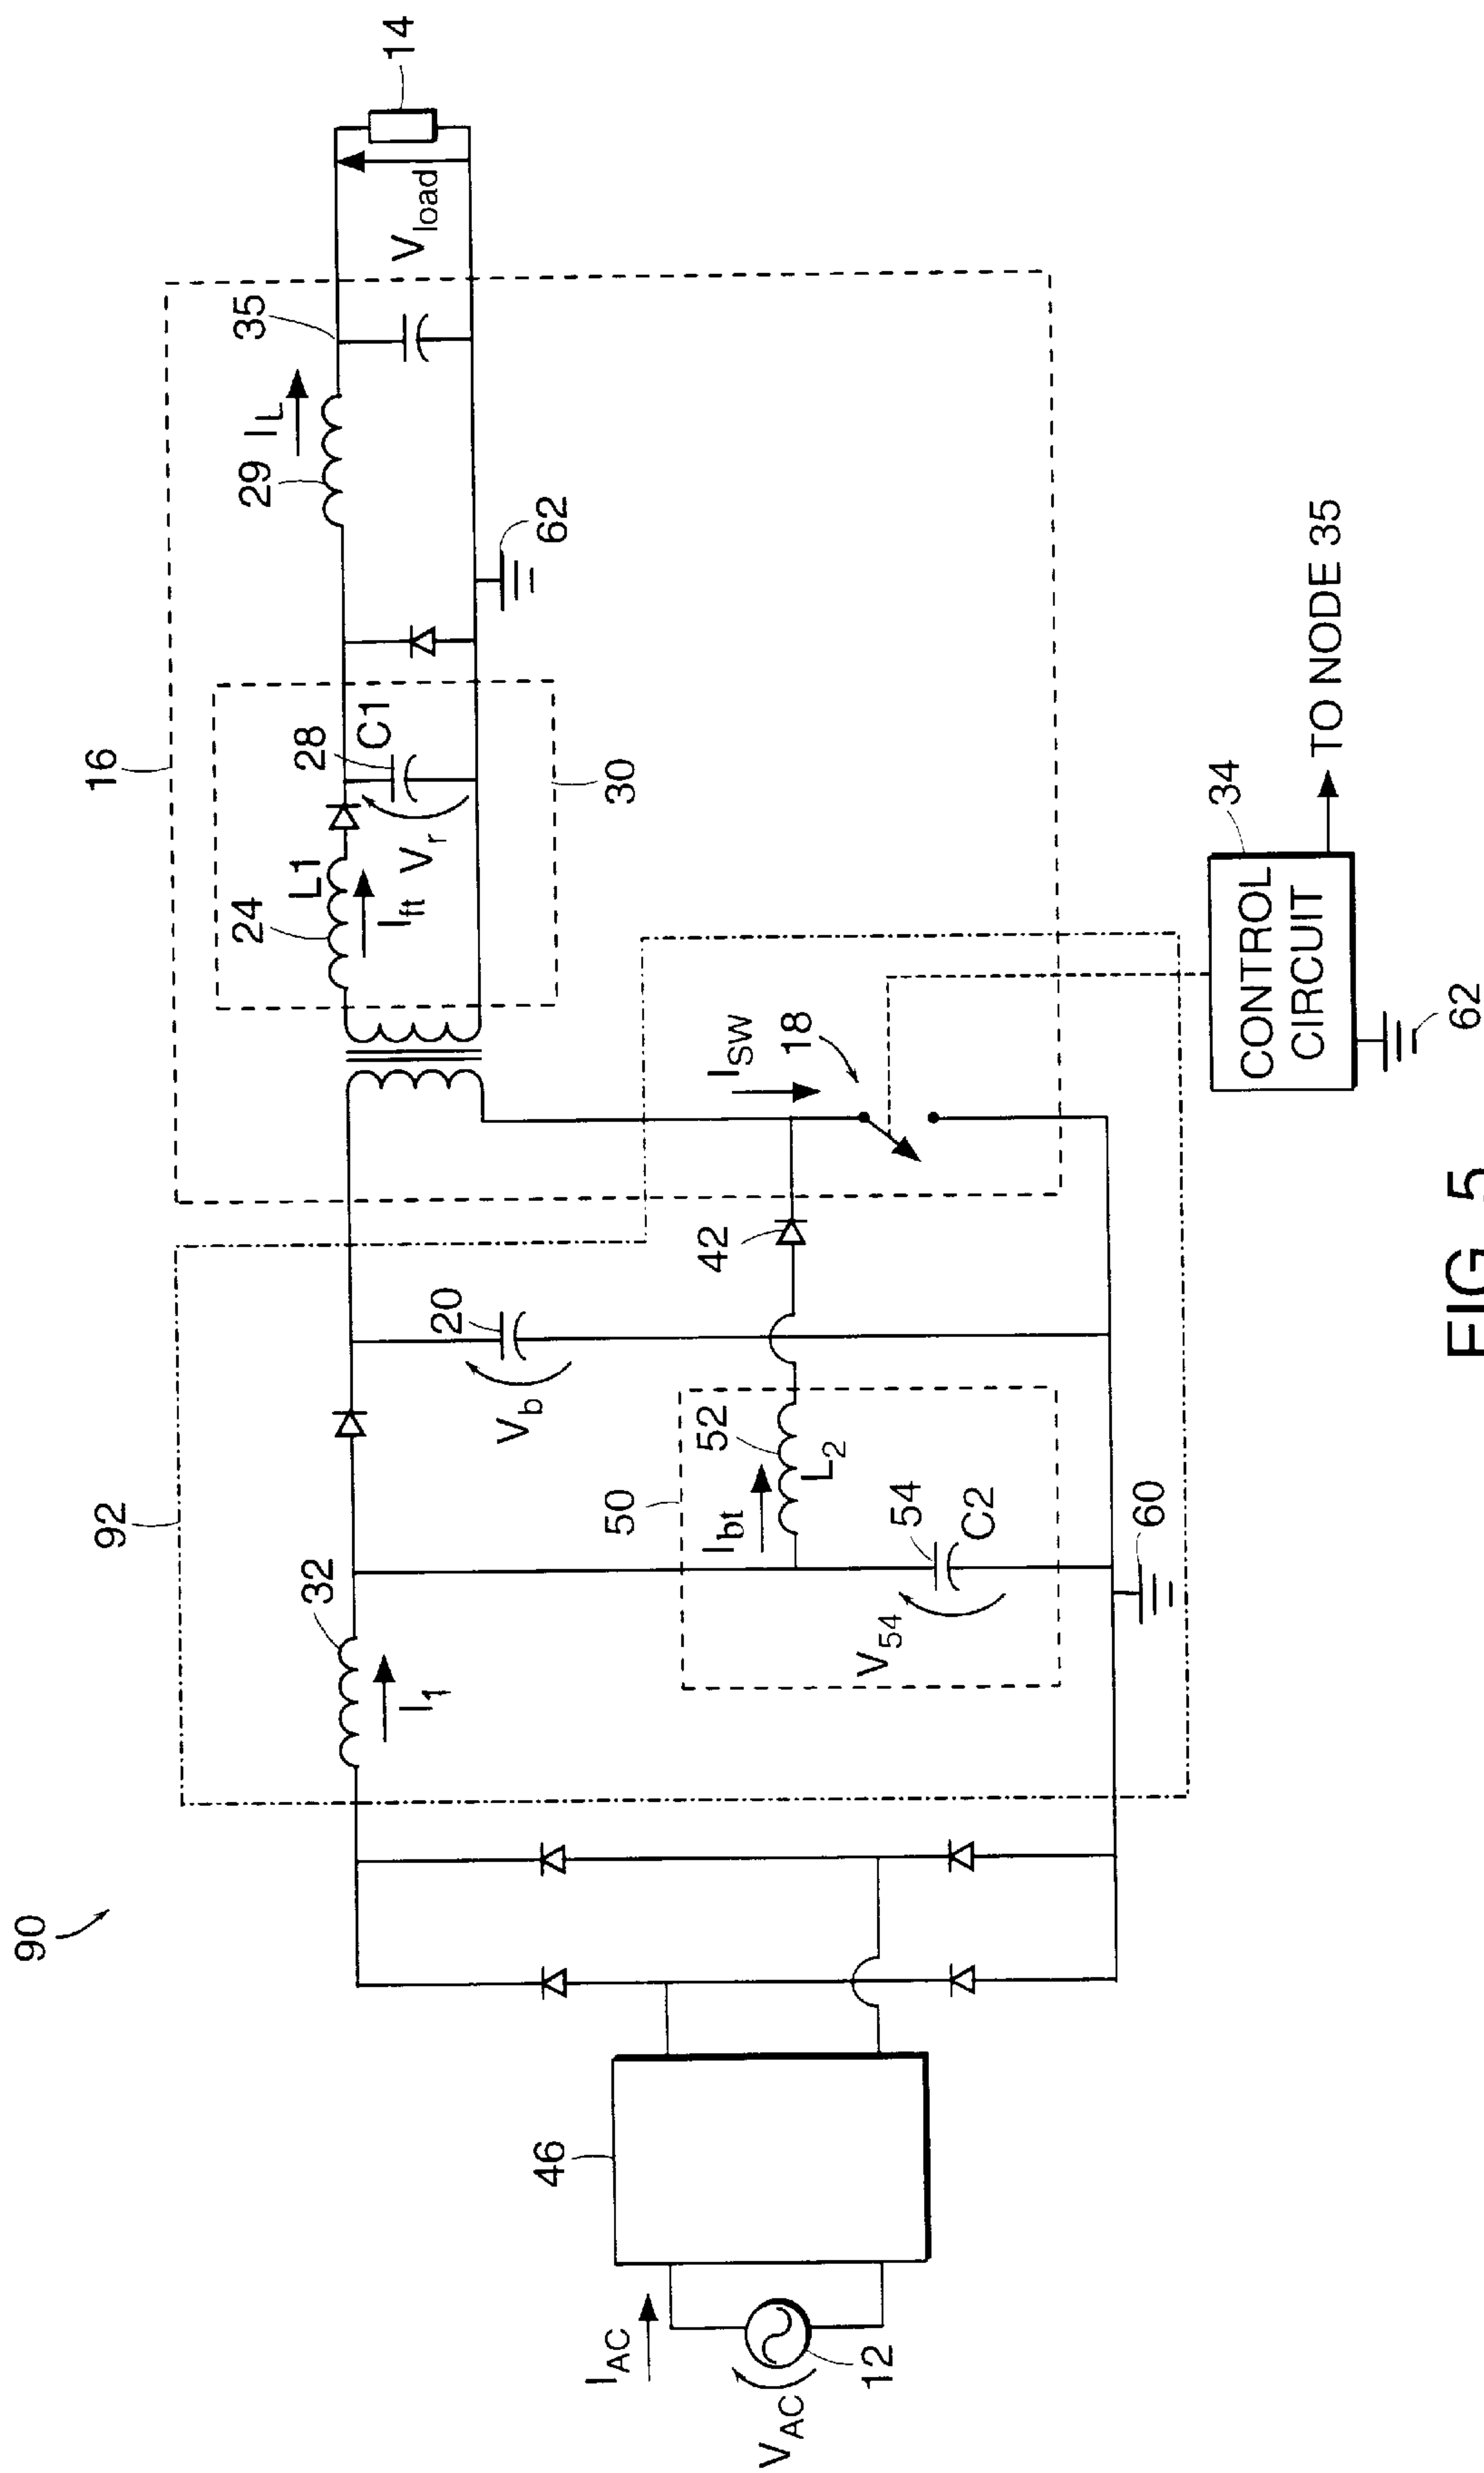 90
92
16
32
I1
Vb
20
50
52
L2
Ibt
54
C2
V54
60
42
ISW
18
24
L1
Ift
Vr
28
C1
30
29
IL
35
62
Vload
14
46
IAC
VAC
12
34
CONTROL
CIRCUIT
TO NODE 35
62